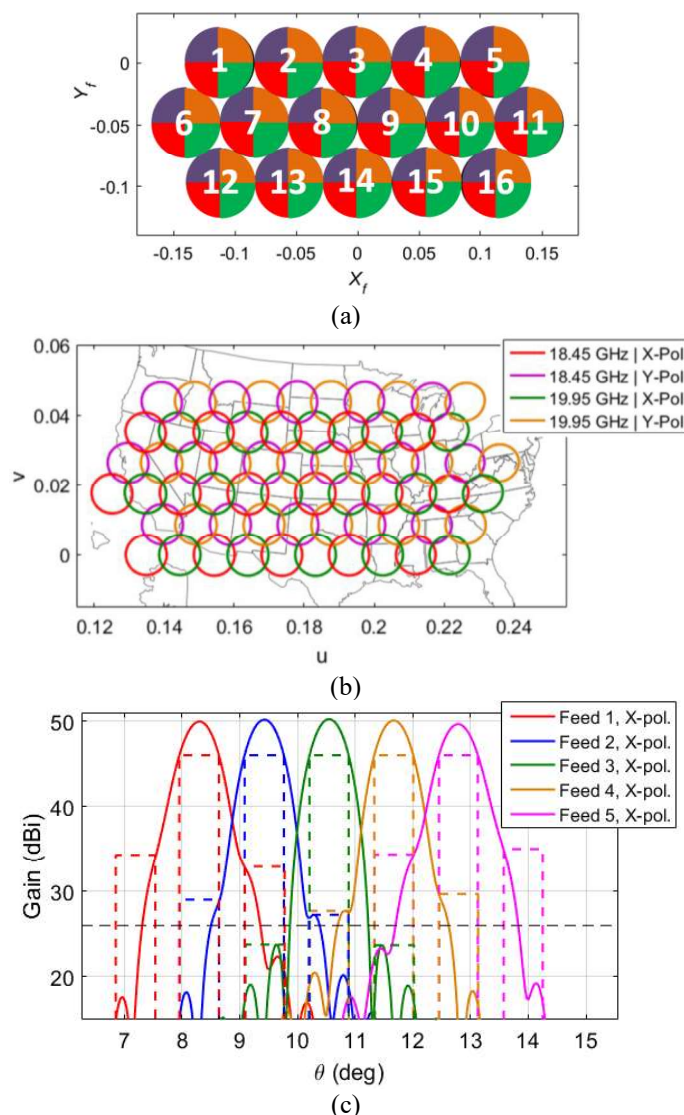 Y_f
0
-0.05
-0.1
1 2 3 4 5
6 7 8 9 10 11
12 13 14 15 16
-0.15 -0.1 -0.05 0 0.05 0.1 0.15
X_f
(a)
v
0.06
0.04
0.02
0
18.45 GHz | X-Pol
18.45 GHz | Y-Pol
19.95 GHz | X-Pol
19.95 GHz | Y-Pol
0.12 0.14 0.16 0.18 0.2 0.22 0.24
u
(b)
Gain (dBi)
50
40
30
20
Feed 1, X-pol.
Feed 2, X-pol.
Feed 3, X-pol.
Feed 4, X-pol.
Feed 5, X-pol.
7 8 9 10 11 12 13 14 15
θ (deg)
(c)